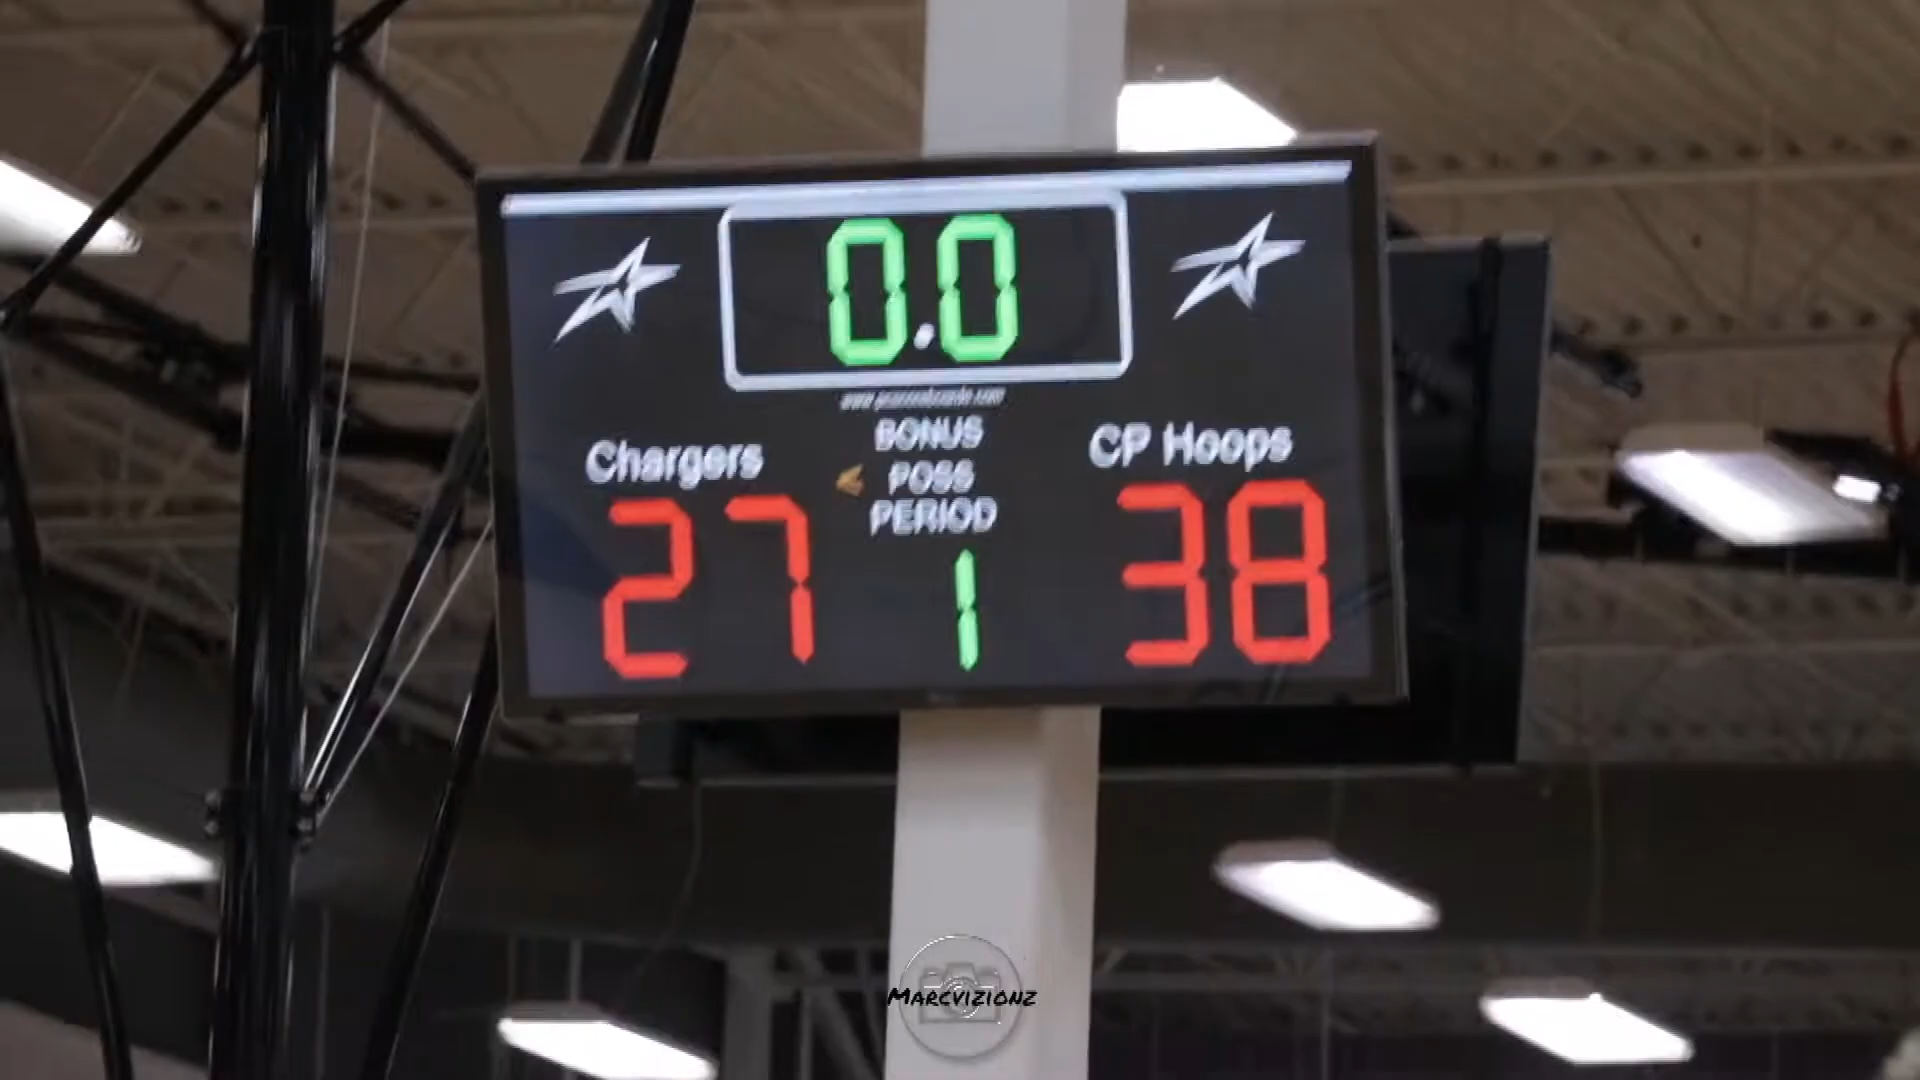 0.0
BONUS
Chargers
CP Hoops
POSS
PERIOD
27
1
38
MARCVIZIONZ